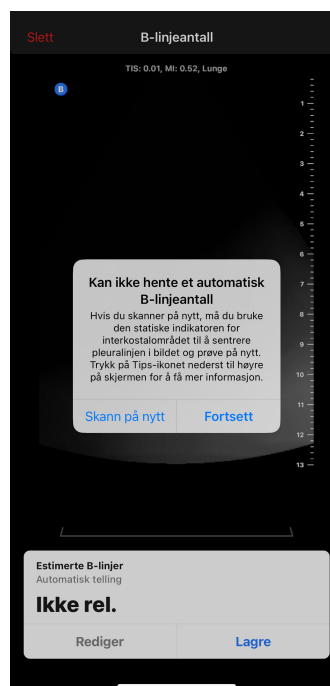 Slett
B-linjeantall
TIS: 0.01, MI: 0.52, Lunge
B
1
2
3
4
5
6
7
8
9
10
11
12
13
Kan ikke hente et automatisk
B-linjeantall
Hvis du skanner på nytt, må du bruke
den statiske indikatoren for
interkostalområdet til å sentrere
pleuralinjen i bildet og prøve på nytt.
Trykk på Tips-ikonet nederst til høyre
på skjermen for å få mer informasjon.
Skann på nytt
Fortsett
Estimerte B-linjer
Automatisk telling
Ikke rel.
Rediger
Lagre